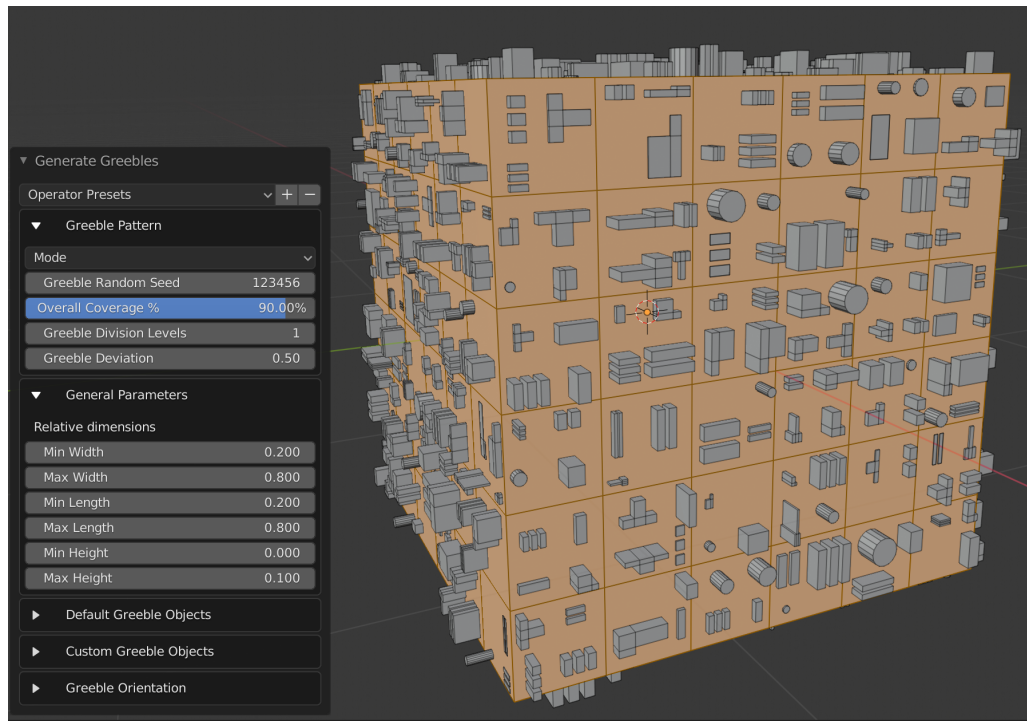 Generate Greebles
Operator Presets
Greeble Pattern
Mode
Greeble Random Seed 123456
Overall Coverage % 90.00%
Greeble Division Levels 1
Greeble Deviation 0.50
General Parameters
Relative dimensions
Min Width 0.200
Max Width 0.800
Min Length 0.200
Max Length 0.800
Min Height 0.000
Max Height 0.100
Default Greeble Objects
Custom Greeble Objects
Greeble Orientation